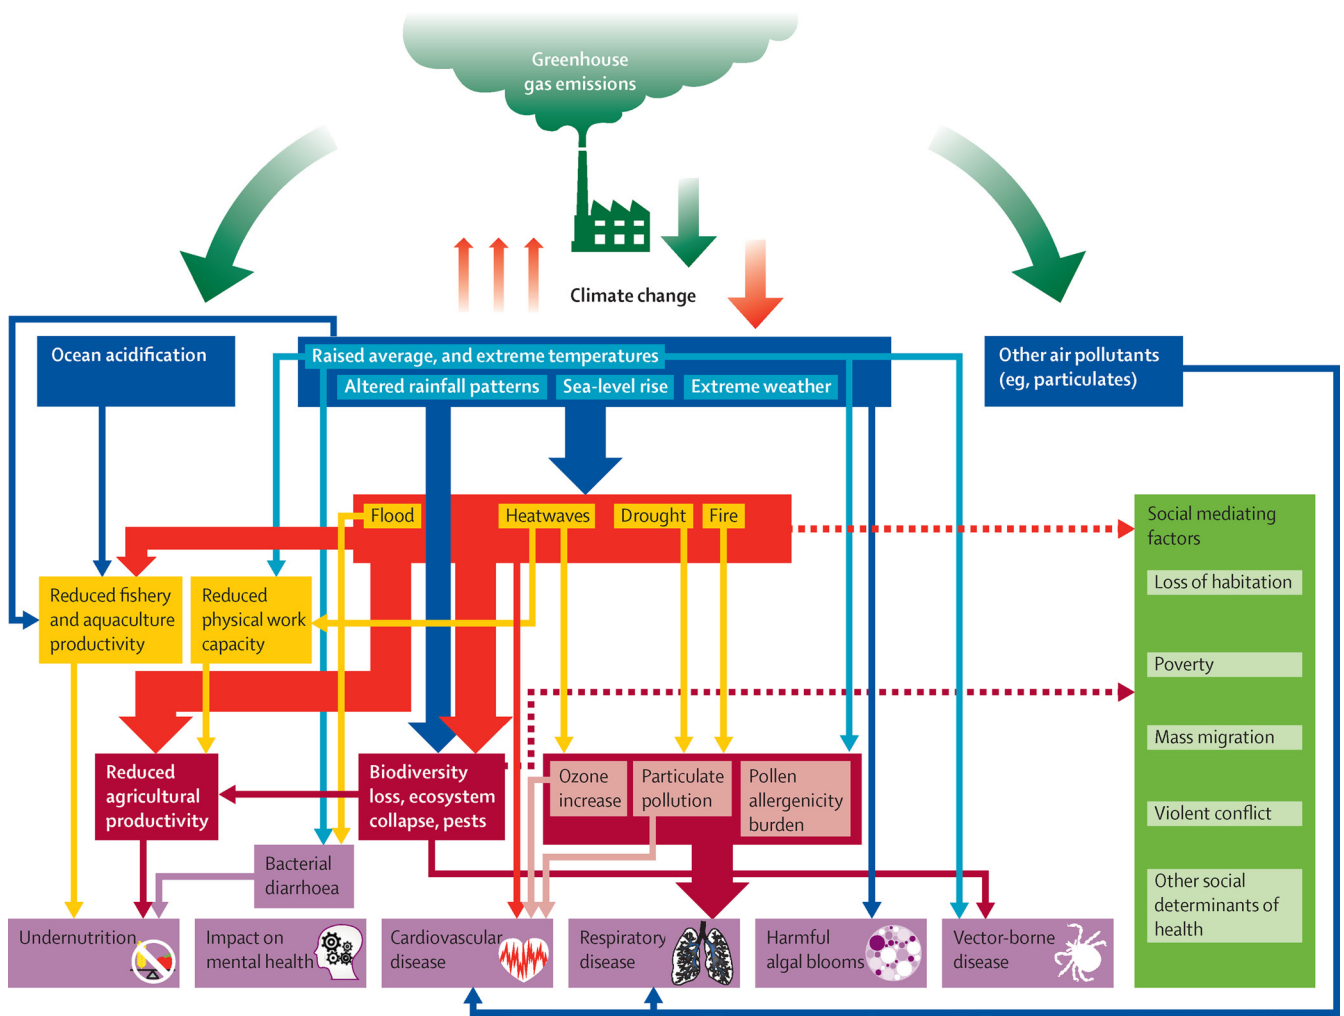 Greenhouse
gas emissions
Climate change
Ocean acidification
Raised average, and extreme temperatures
Altered rainfall patterns
Sea-level rise
Extreme weather
Other air pollutants
(eg, particulates)
Flood
Heatwaves
Drought
Fire
Social mediating
factors
Loss of habitation
Poverty
Mass migration
Violent conflict
Other social
determinants of
health
Reduced fishery
and aquaculture
productivity
Reduced
physical work
capacity
Reduced
agricultural
productivity
Biodiversity
loss, ecosystem
collapse, pests
Ozone
increase
Particulate
pollution
Pollen
allergenicity
burden
Bacterial
diarrhoea
Undernutrition
Impact on
mental health
Cardiovascular
disease
Respiratory
disease
Harmful
algal blooms
Vector-borne
disease